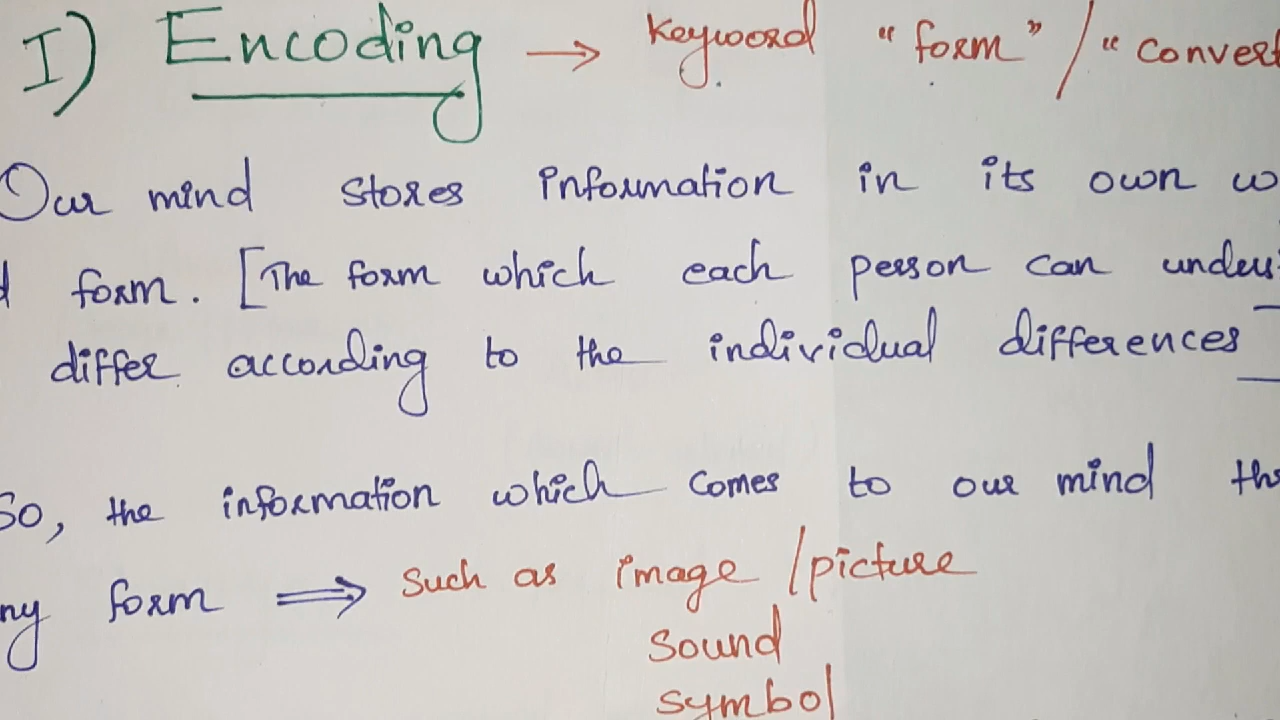 I) Encoding → Keyword "form" / "convert
Our mind stores information in its own w
d form. [The form which each person can unders
differ according to the individual differences
So, the information which comes to our mind th
ny form ⇒ such as image / picture
sound
symbol